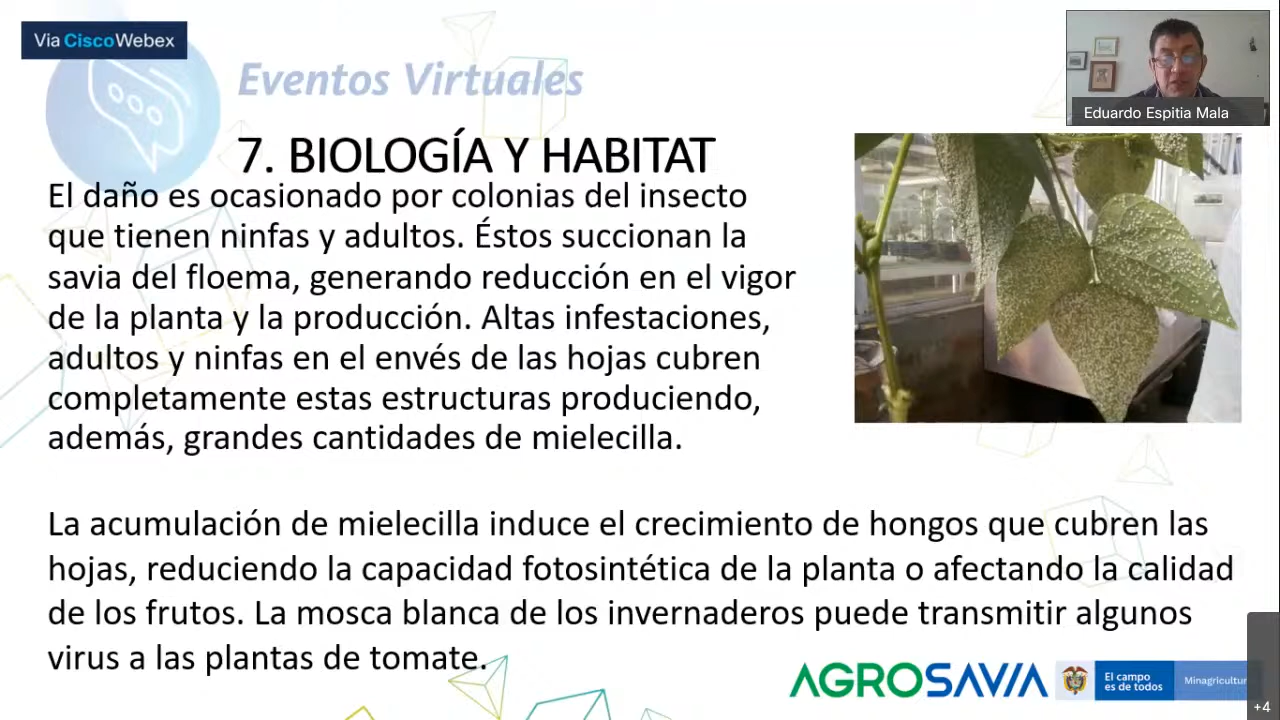 Via Cisco Webex
Eventos Virtuales
Eduardo Espitia Mala
7. BIOLOGÍA Y HABITAT
El daño es ocasionado por colonias del insecto
que tienen ninfas y adultos. Éstos succionan la
savia del floema, generando reducción en el vigor
de la planta y la producción. Altas infestaciones,
adultos y ninfas en el envés de las hojas cubren
completamente estas estructuras produciendo,
además, grandes cantidades de mielecilla.
La acumulación de mielecilla induce el crecimiento de hongos que cubren las
hojas, reduciendo la capacidad fotosintética de la planta o afectando la calidad
de los frutos. La mosca blanca de los invernaderos puede transmitir algunos
virus a las plantas de tomate.
AGROSAVIA
El campo
es de todos
Minagricultur
+4